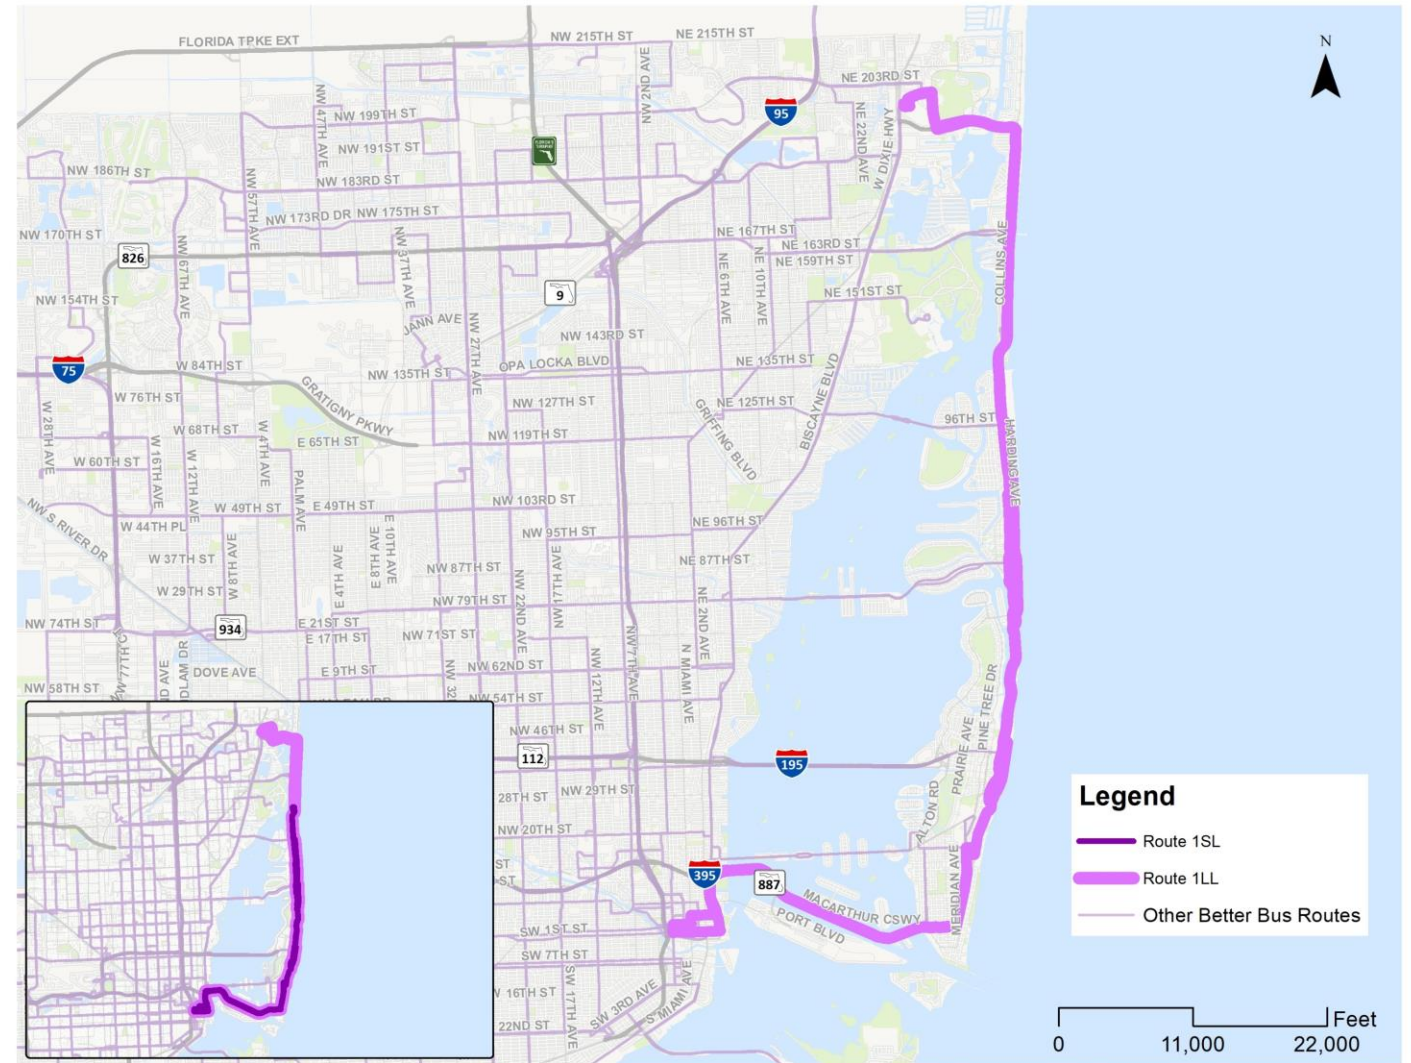 N
FLORIDA TPKE EXT
NW 215TH ST
NE 215TH ST
NW 2ND AVE
NE 203RD ST
95
NW 47TH AVE
NW 199TH ST
NE 22ND AVE
W DIXIE HWY
NW 191ST ST
NW 186TH ST
NW 183RD ST
NW 57TH AVE
NW 173RD DR
NW 175TH ST
NW 170TH ST
826
NW 67TH AVE
NW 37TH AVE
NE 167TH ST
NE 163RD ST
NE 159TH ST
COLLINS AVE
NE 6TH AVE
NE 10TH AVE
9
NW 154TH ST
NE 151ST ST
JANN AVE
NW 27TH AVE
NW 143RD ST
OPA LOCKA BLVD
NE 135TH ST
75
W 84TH ST
NW 135TH ST
GRATIGNY PKWY
BISCAYNE BLVD
W 76TH ST
W 28TH AVE
W 68TH ST
W 4TH AVE
E 65TH ST
NW 127TH ST
NE 125TH ST
GRIFFING BLVD
96TH ST
HARDING AVE
NW 119TH ST
W 16TH AVE
W 12TH AVE
W 60TH ST
PALM AVE
NW S RIVER DR
W 49TH ST
E 49TH ST
NW 103RD ST
W 44TH PL
NW 95TH ST
NE 96TH ST
E 10TH AVE
E 8TH AVE
E 4TH AVE
W 8TH AVE
W 37TH ST
NW 87TH ST
NE 87TH ST
NW 22ND AVE
NW 17TH AVE
W 29TH ST
NW 79TH ST
NE 2ND AVE
NW 74TH ST
934
E 21ST ST
E 17TH ST
NW 71ST ST
DOVE AVE
E 9TH ST
NW 62ND ST
NW 12TH AVE
NW 7TH AVE
N MIAMI AVE
NW 58TH ST
NW 54TH ST
NW 46TH ST
112
195
PRAIRIE AVE
PINE TREE DR
ALTON RD
28TH ST
NW 29TH ST
NW 20TH ST
395
887
MERIDIAN AVE
MACARTHUR CSWY
PORT BLVD
SW 1ST ST
SW 7TH ST
SW 17TH AVE
SW 3RD AVE
S MIAMI AVE
16TH ST
22ND ST
Legend
Route 1SL
Route 1LL
Other Better Bus Routes
Feet
0 11,000 22,000